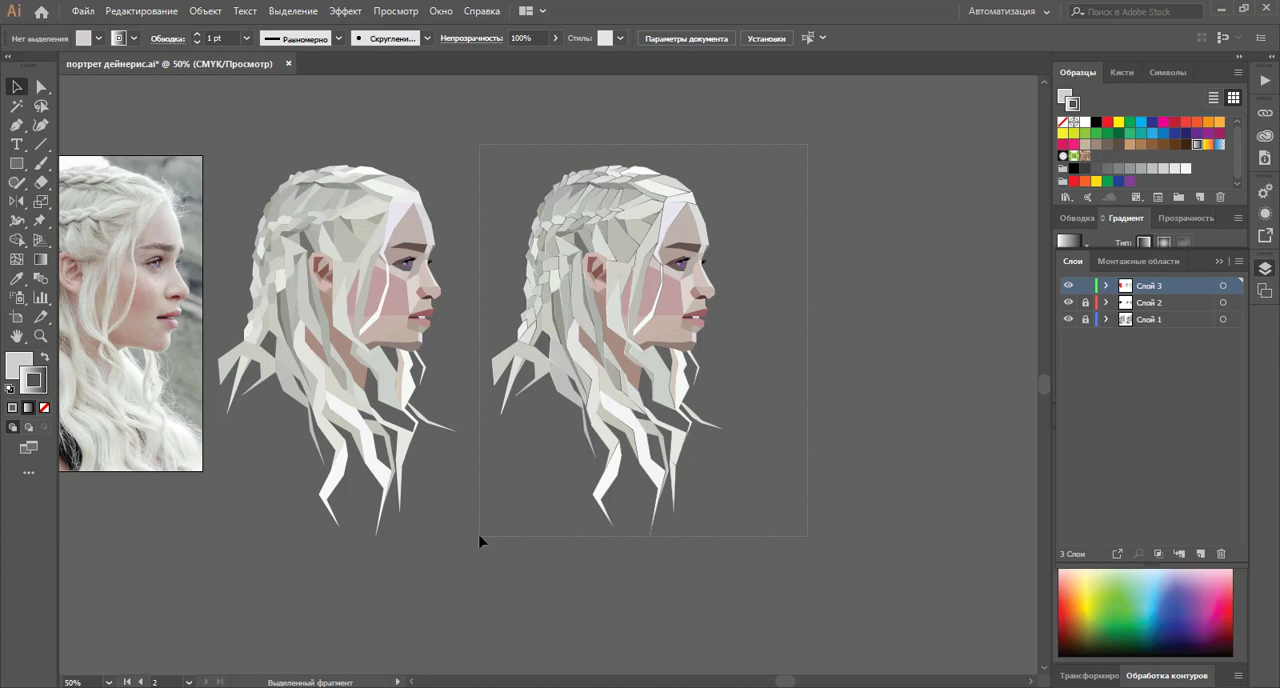 Ai Файл Редактирование Объект Текст Выделение Эффект Просмотр Окно Справка Автоматизация Поиск в Adobe Stock
Нет выделения Обводка: 1 pt Равномерно Скруглени... Непрозрачность: 100% Стиль: Параметры документа Установки
портрет дейнерис.ai* @ 50% (CMYK/Просмотр)
Образцы Кисти Символы
Обводка Градиент Прозрачность
Тип:
Слои Монтажные области
Слой 3
Слой 2
Слой 1
3 Слои
50% 2 Выделенный фрагмент Трансформиро Обработка контуров